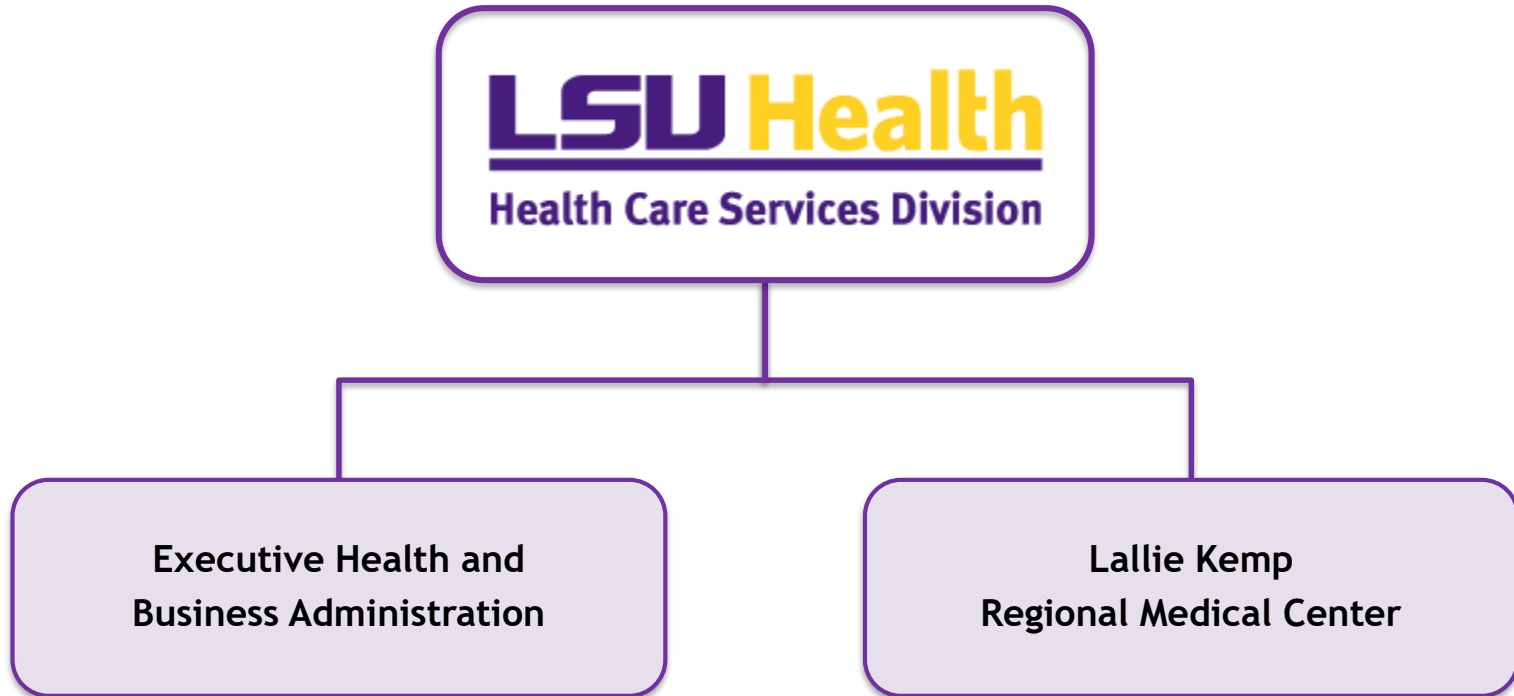 LSU Health
Health Care Services Division
Executive Health and
Business Administration
Lallie Kemp
Regional Medical Center